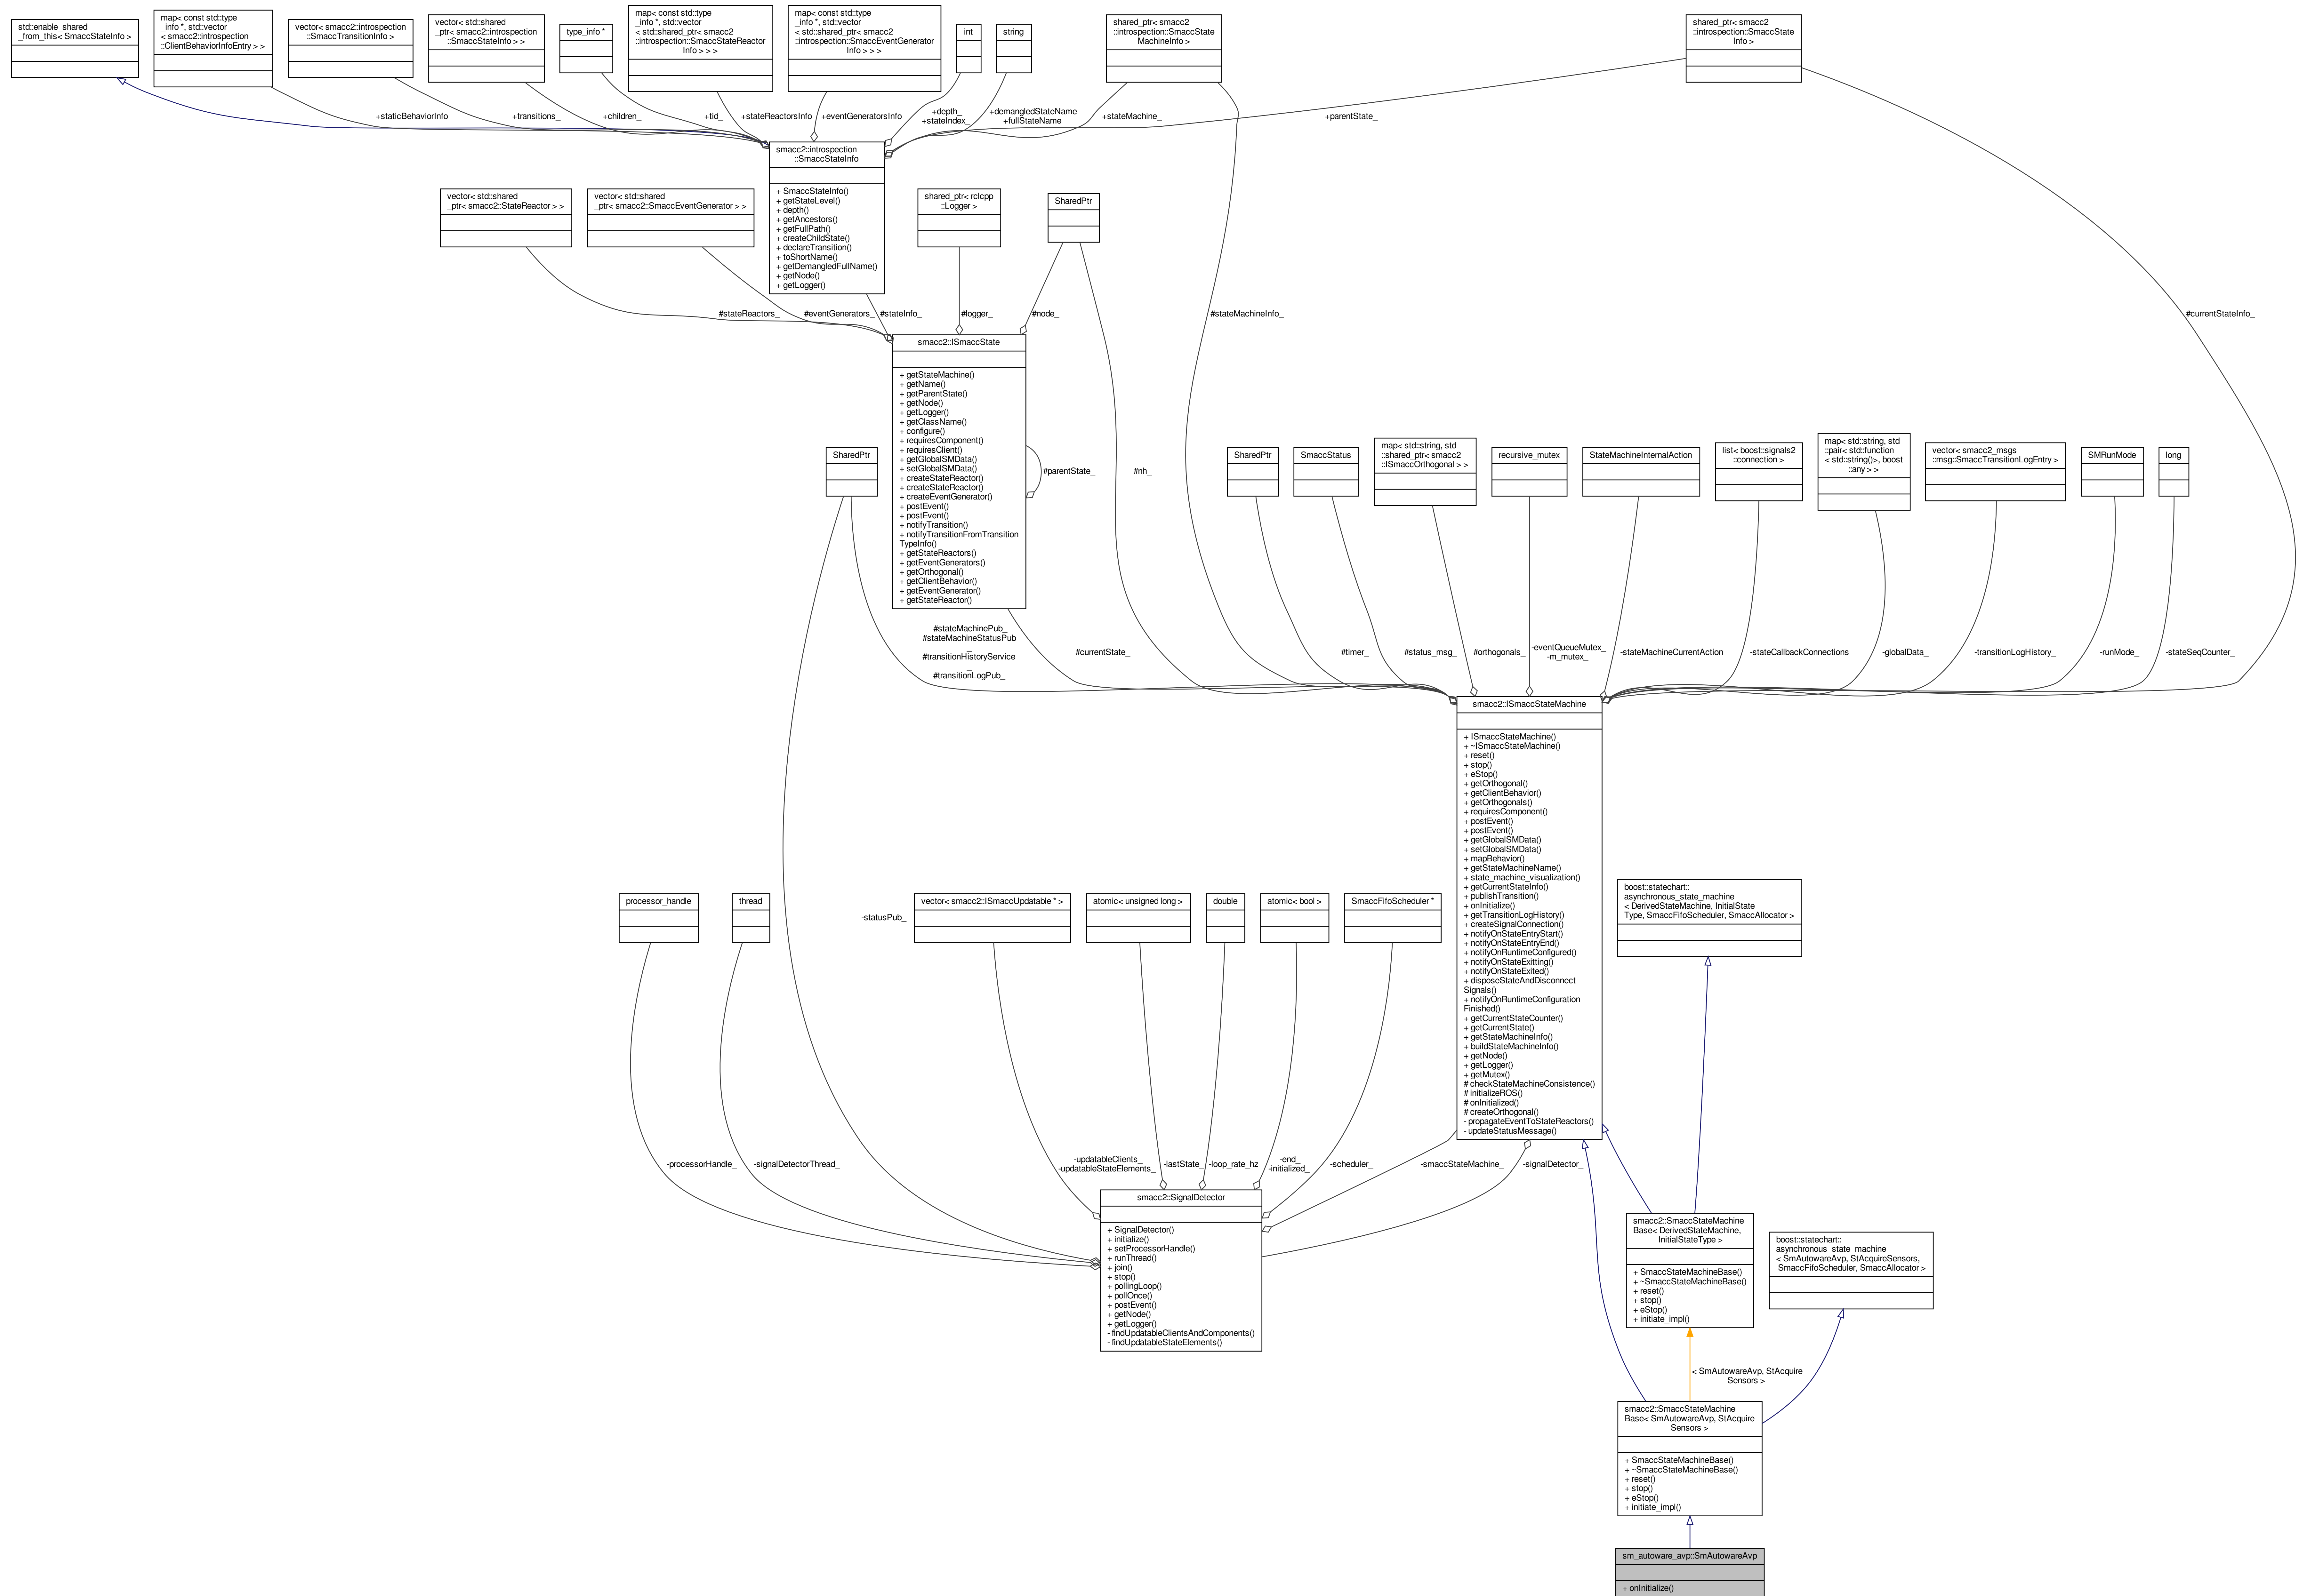 std::enable_shared
_from_this< SmaccStateInfo >
map< const std::type
_info *, std::vector
< smacc2::introspection
::ClientBehaviorInfoEntry > >
vector< smacc2::introspection
::SmaccTransitionInfo >
vector< std::shared
_ptr< smacc2::introspection
::SmaccStateInfo > >
type_info *
map< const std::type
_info *, std::vector
< std::shared_ptr< smacc2
::introspection::SmaccStateReactor
Info > > >
map< const std::type
_info *, std::vector
< std::shared_ptr< smacc2
::introspection::SmaccEventGenerator
Info > > >
int
string
shared_ptr< smacc2
::introspection::SmaccState
MachineInfo >
shared_ptr< smacc2
::introspection::SmaccState
Info >
+staticBehaviorInfo
+transitions_
+children_
+tid_
+stateReactorsInfo
+eventGeneratorsInfo
+depth_
+stateIndex_
+demangledStateName
+fullStateName
+stateMachine_
+parentState_
smacc2::introspection
::SmaccStateInfo
+ SmaccStateInfo()
+ getStateLevel()
+ depth()
+ getAncestors()
+ getFullPath()
+ createChildState()
+ declareTransition()
+ toShortName()
+ getDemangledFullName()
+ getNode()
+ getLogger()
vector< std::shared
_ptr< smacc2::StateReactor > >
vector< std::shared
_ptr< smacc2::SmaccEventGenerator > >
shared_ptr< rclcpp
::Logger >
SharedPtr
#stateReactors_
#eventGenerators_
#stateInfo_
#logger_
#node_
#stateMachineInfo_
#currentStateInfo_
smacc2::ISmaccState
+ getStateMachine()
+ getName()
+ getParentState()
+ getNode()
+ getLogger()
+ getClassName()
+ configure()
+ requiresComponent()
+ requiresClient()
+ getGlobalSMData()
+ setGlobalSMData()
+ createStateReactor()
+ createStateReactor()
+ createEventGenerator()
+ postEvent()
+ postEvent()
+ notifyTransition()
+ notifyTransitionFromTransition
TypeInfo()
+ getStateReactors()
+ getEventGenerators()
+ getOrthogonal()
+ getClientBehavior()
+ getEventGenerator()
+ getStateReactor()
#parentState_
#nh_
SharedPtr
SharedPtr
SmaccStatus
map< std::string, std
::shared_ptr< smacc2
::ISmaccOrthogonal > >
recursive_mutex
StateMachineInternalAction
list< boost::signals2
::connection >
map< std::string, std
::pair< std::function
< std::string()>, boost
::any > >
vector< smacc2_msgs
::msg::SmaccTransitionLogEntry >
SMRunMode
long
#stateMachinePub_
#stateMachineStatusPub
_
#transitionHistoryService
_
#transitionLogPub_
#currentState_
#timer_
#status_msg_
#orthogonals_
-eventQueueMutex_
-m_mutex_
-stateMachineCurrentAction
-stateCallbackConnections
-globalData_
-transitionLogHistory_
-runMode_
-stateSeqCounter_
smacc2::ISmaccStateMachine
+ ISmaccStateMachine()
+ ~ISmaccStateMachine()
+ reset()
+ stop()
+ eStop()
+ getOrthogonal()
+ getClientBehavior()
+ getOrthogonals()
+ requiresComponent()
+ postEvent()
+ postEvent()
+ getGlobalSMData()
+ setGlobalSMData()
+ mapBehavior()
+ getStateMachineName()
+ state_machine_visualization()
+ getCurrentStateInfo()
+ publishTransition()
+ onInitialize()
+ getTransitionLogHistory()
+ createSignalConnection()
+ notifyOnStateEntryStart()
+ notifyOnStateEntryEnd()
+ notifyOnRuntimeConfigured()
+ notifyOnStateExitting()
+ notifyOnStateExited()
+ disposeStateAndDisconnect
Signals()
+ notifyOnRuntimeConfiguration
Finished()
+ getCurrentStateCounter()
+ getCurrentState()
+ getStateMachineInfo()
+ buildStateMachineInfo()
+ getNode()
+ getLogger()
+ getMutex()
# checkStateMachineConsistence()
# initializeROS()
# onInitialized()
# createOrthogonal()
- propagateEventToStateReactors()
- updateStatusMessage()
processor_handle
thread
-statusPub_
vector< smacc2::ISmaccUpdatable * >
atomic< unsigned long >
double
atomic< bool >
SmaccFifoScheduler *
boost::statechart::
asynchronous_state_machine
< DerivedStateMachine, InitialState
Type, SmaccFifoScheduler, SmaccAllocator >
-processorHandle_
-signalDetectorThread_
-updatableClients_
-updatableStateElements_
-lastState_
-loop_rate_hz
-end_
-initialized_
-scheduler_
-smaccStateMachine_
-signalDetector_
smacc2::SignalDetector
+ SignalDetector()
+ initialize()
+ setProcessorHandle()
+ runThread()
+ join()
+ stop()
+ pollingLoop()
+ pollOnce()
+ postEvent()
+ getNode()
+ getLogger()
- findUpdatableClientsAndComponents()
- findUpdatableStateElements()
smacc2::SmaccStateMachine
Base< DerivedStateMachine,
InitialStateType >
+ SmaccStateMachineBase()
+ ~SmaccStateMachineBase()
+ reset()
+ stop()
+ eStop()
+ initiate_impl()
boost::statechart::
asynchronous_state_machine
< SmAutowareAvp, StAcquireSensors,
SmaccFifoScheduler, SmaccAllocator >
< SmAutowareAvp, StAcquire
Sensors >
smacc2::SmaccStateMachine
Base< SmAutowareAvp, StAcquire
Sensors >
+ SmaccStateMachineBase()
+ ~SmaccStateMachineBase()
+ reset()
+ stop()
+ eStop()
+ initiate_impl()
sm_autoware_avp::SmAutowareAvp
+ onInitialize()